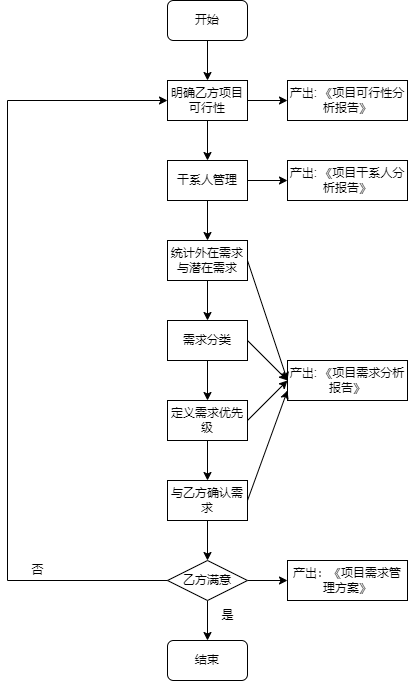 开始
明确乙方项目
可行性
产出: 《项目可行性分
析报告》
干系人管理
产出: 《项目干系人分
析报告》
统计外在需求
与潜在需求
需求分类
产出: 《项目需求分析
报告》
定义需求优先
级
与乙方确认需
求
乙方满意
产出: 《项目需求管
理方案》
否
是
结束